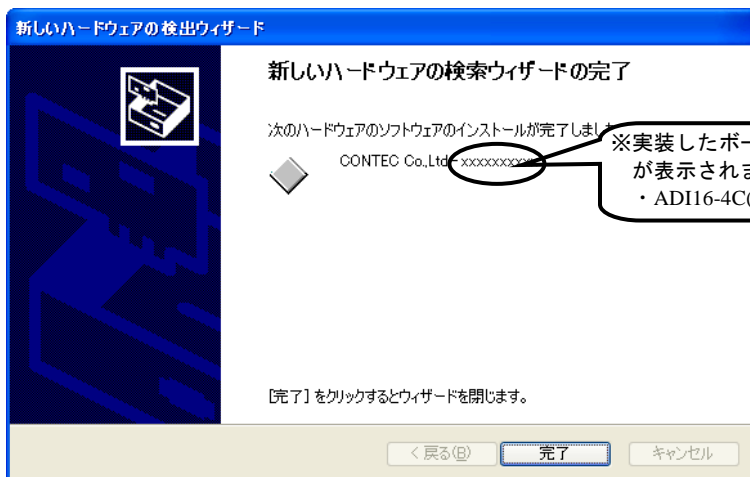 新しいハードウェアの検出ウィザード
新しいハードウェアの検索ウィザードの完了
次のハードウェアのソフトウェアのインストールが完了しました
※実装したボー
が表示されま
・ADI16-4C(
CONTEC Co.,Ltd xxxxxxxxx
[完了] をクリックするとウィザードを閉じます。
< 戻る(B)
完了
キャンセル